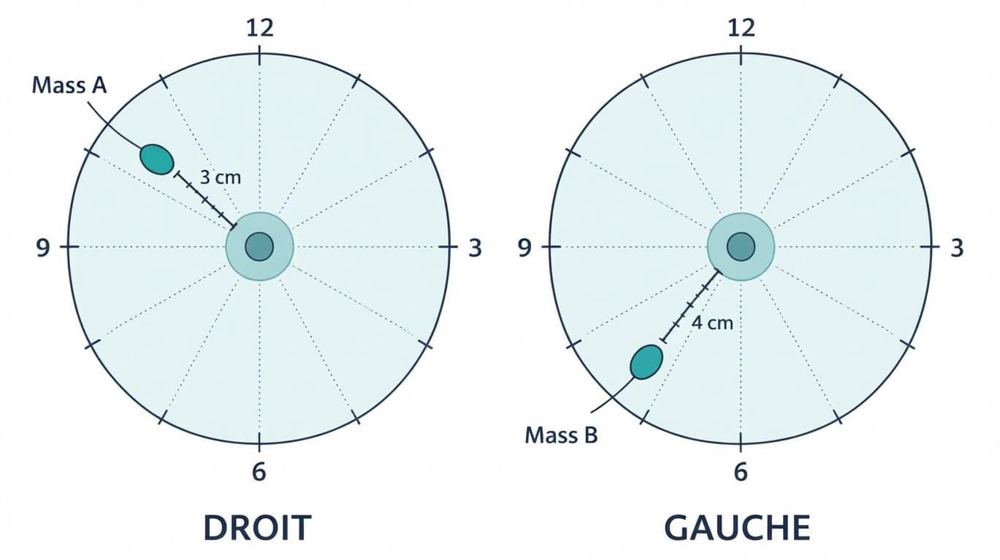 12
Mass A
3 cm
9
3
6
DROIT
12
9
3
4 cm
Mass B
6
GAUCHE